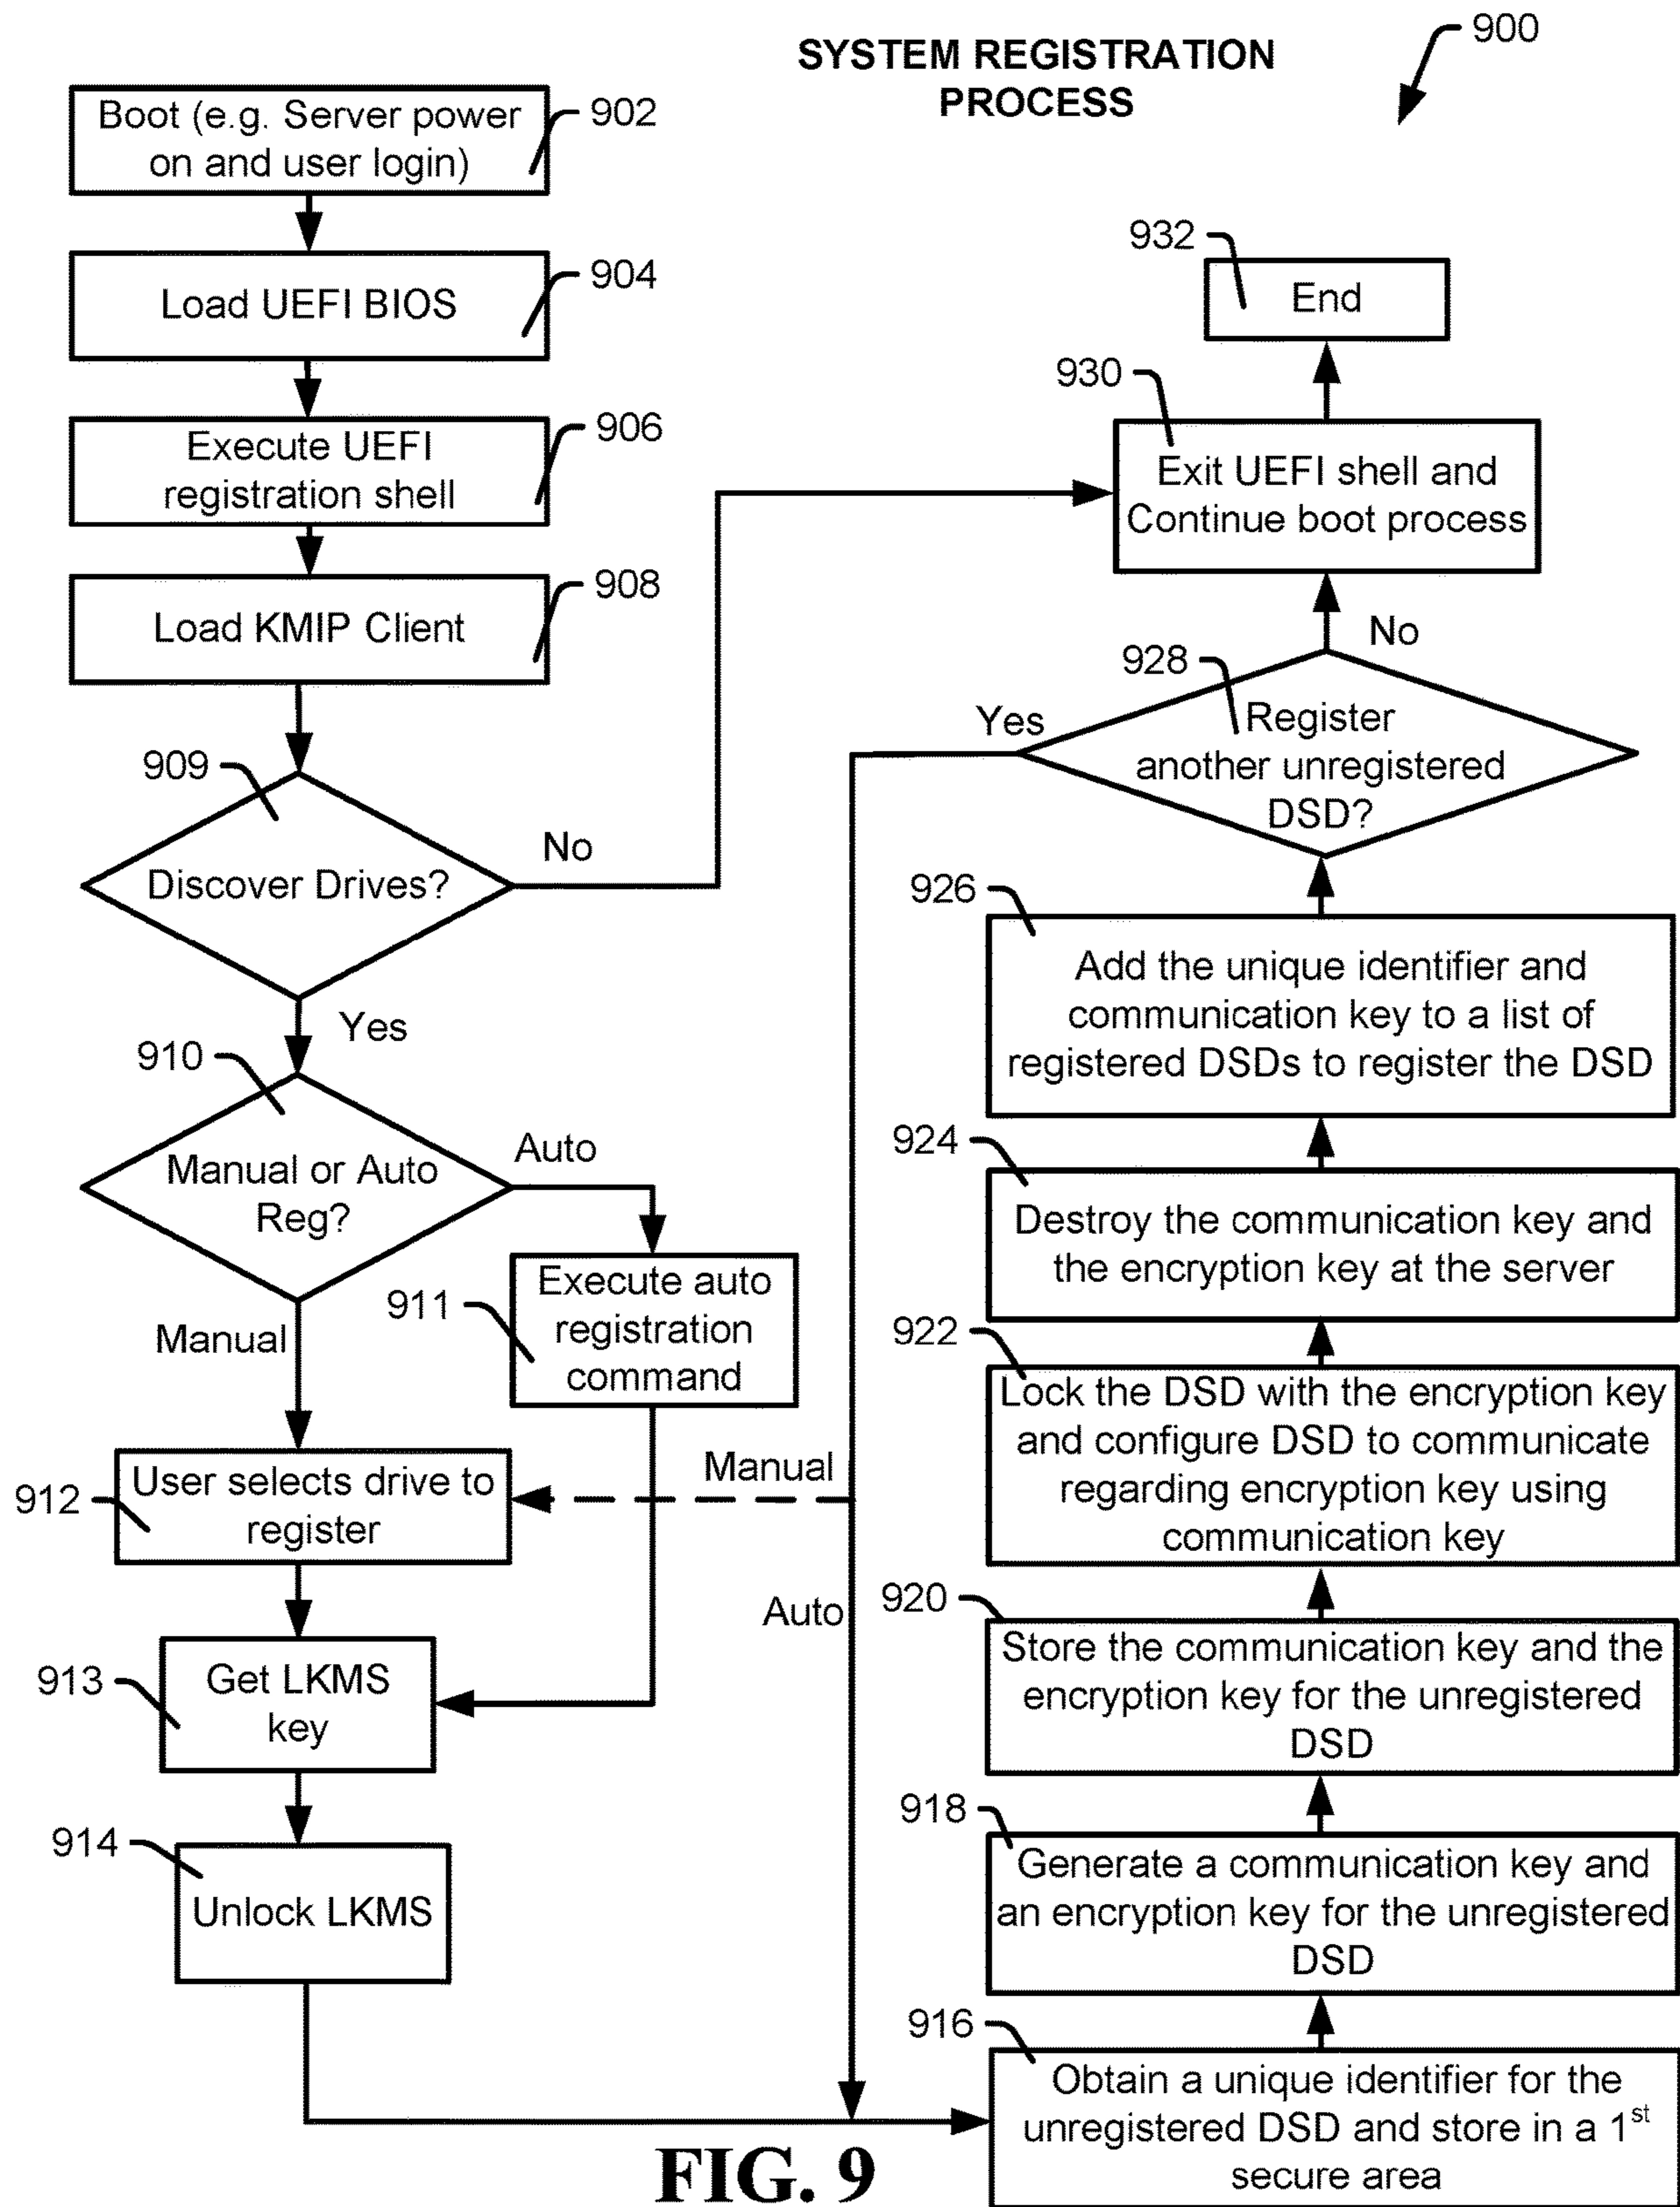 SYSTEM REGISTRATION
PROCESS
900
Boot (e.g. Server power
on and user login)
902
Load UEFI BIOS
904
Execute UEFI
registration shell
906
Load KMIP Client
908
909
Discover Drives?
No
Yes
910
Manual or Auto
Reg?
Auto
Manual
911
Execute auto
registration
command
912
User selects drive to
register
Manual
Auto
913
Get LKMS
key
914
Unlock LKMS
932
End
930
Exit UEFI shell and
Continue boot process
No
928
Yes
Register
another unregistered
DSD?
926
Add the unique identifier and
communication key to a list of
registered DSDs to register the DSD
924
Destroy the communication key and
the encryption key at the server
922
Lock the DSD with the encryption key
and configure DSD to communicate
regarding encryption key using
communication key
920
Store the communication key and the
encryption key for the unregistered
DSD
918
Generate a communication key and
an encryption key for the unregistered
DSD
916
Obtain a unique identifier for the
unregistered DSD and store in a 1st
secure area
FIG. 9